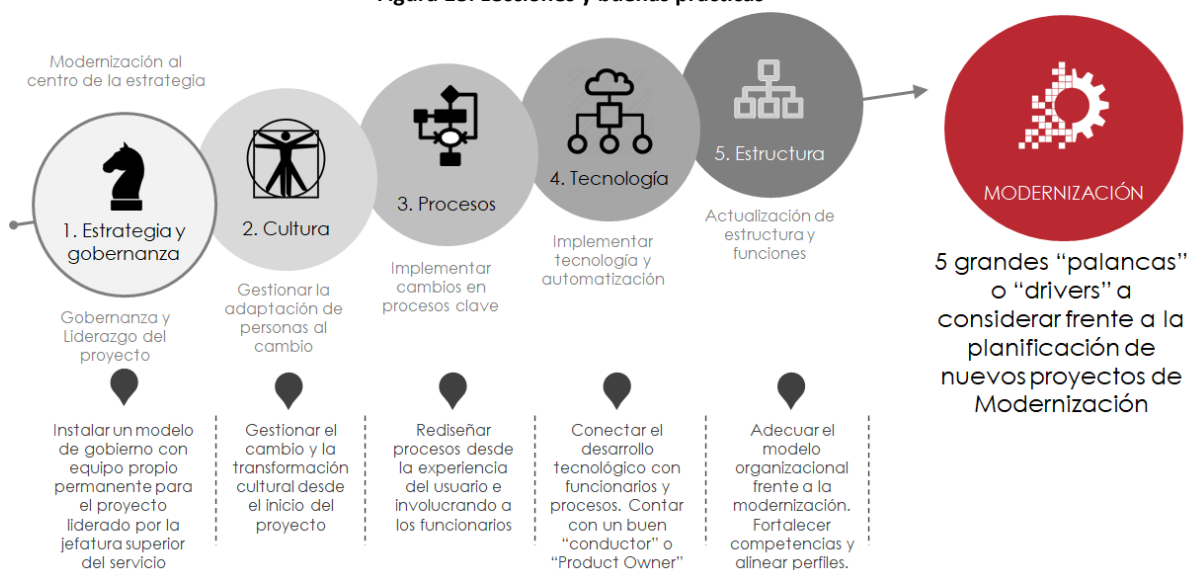 Modernización al
centro de la estrategia
1. Estrategia y
gobernanza
Gobernanza y
Liderazgo del
proyecto
2. Cultura
Gestionar la
adaptación de
personas al
cambio
3. Procesos
Implementar
cambios en
procesos clave
4. Tecnología
Implementar
tecnología y
automatización
5. Estructura
Actualización de
estructura y
funciones
MODERNIZACIÓN
5 grandes “palancas”
o “drivers” a
considerar frente a la
planificación de
nuevos proyectos de
Modernización
Instalar un modelo
de gobierno con
equipo propio
permanente para
el proyecto
liderado por la
jefatura superior
del servicio
Gestionar el
cambio y la
transformación
cultural desde
el inicio del
proyecto
Rediseñar
procesos desde
la experiencia
del usuario e
involucrando a
los funcionarios
Conectar el
desarrollo
tecnológico con
funcionarios y
procesos. Contar
con un buen
“conductor” o
“Product Owner”
Adecuar el
modelo
organizacional
frente a la
modernización.
Fortalecer
competencias y
alinear perfiles.